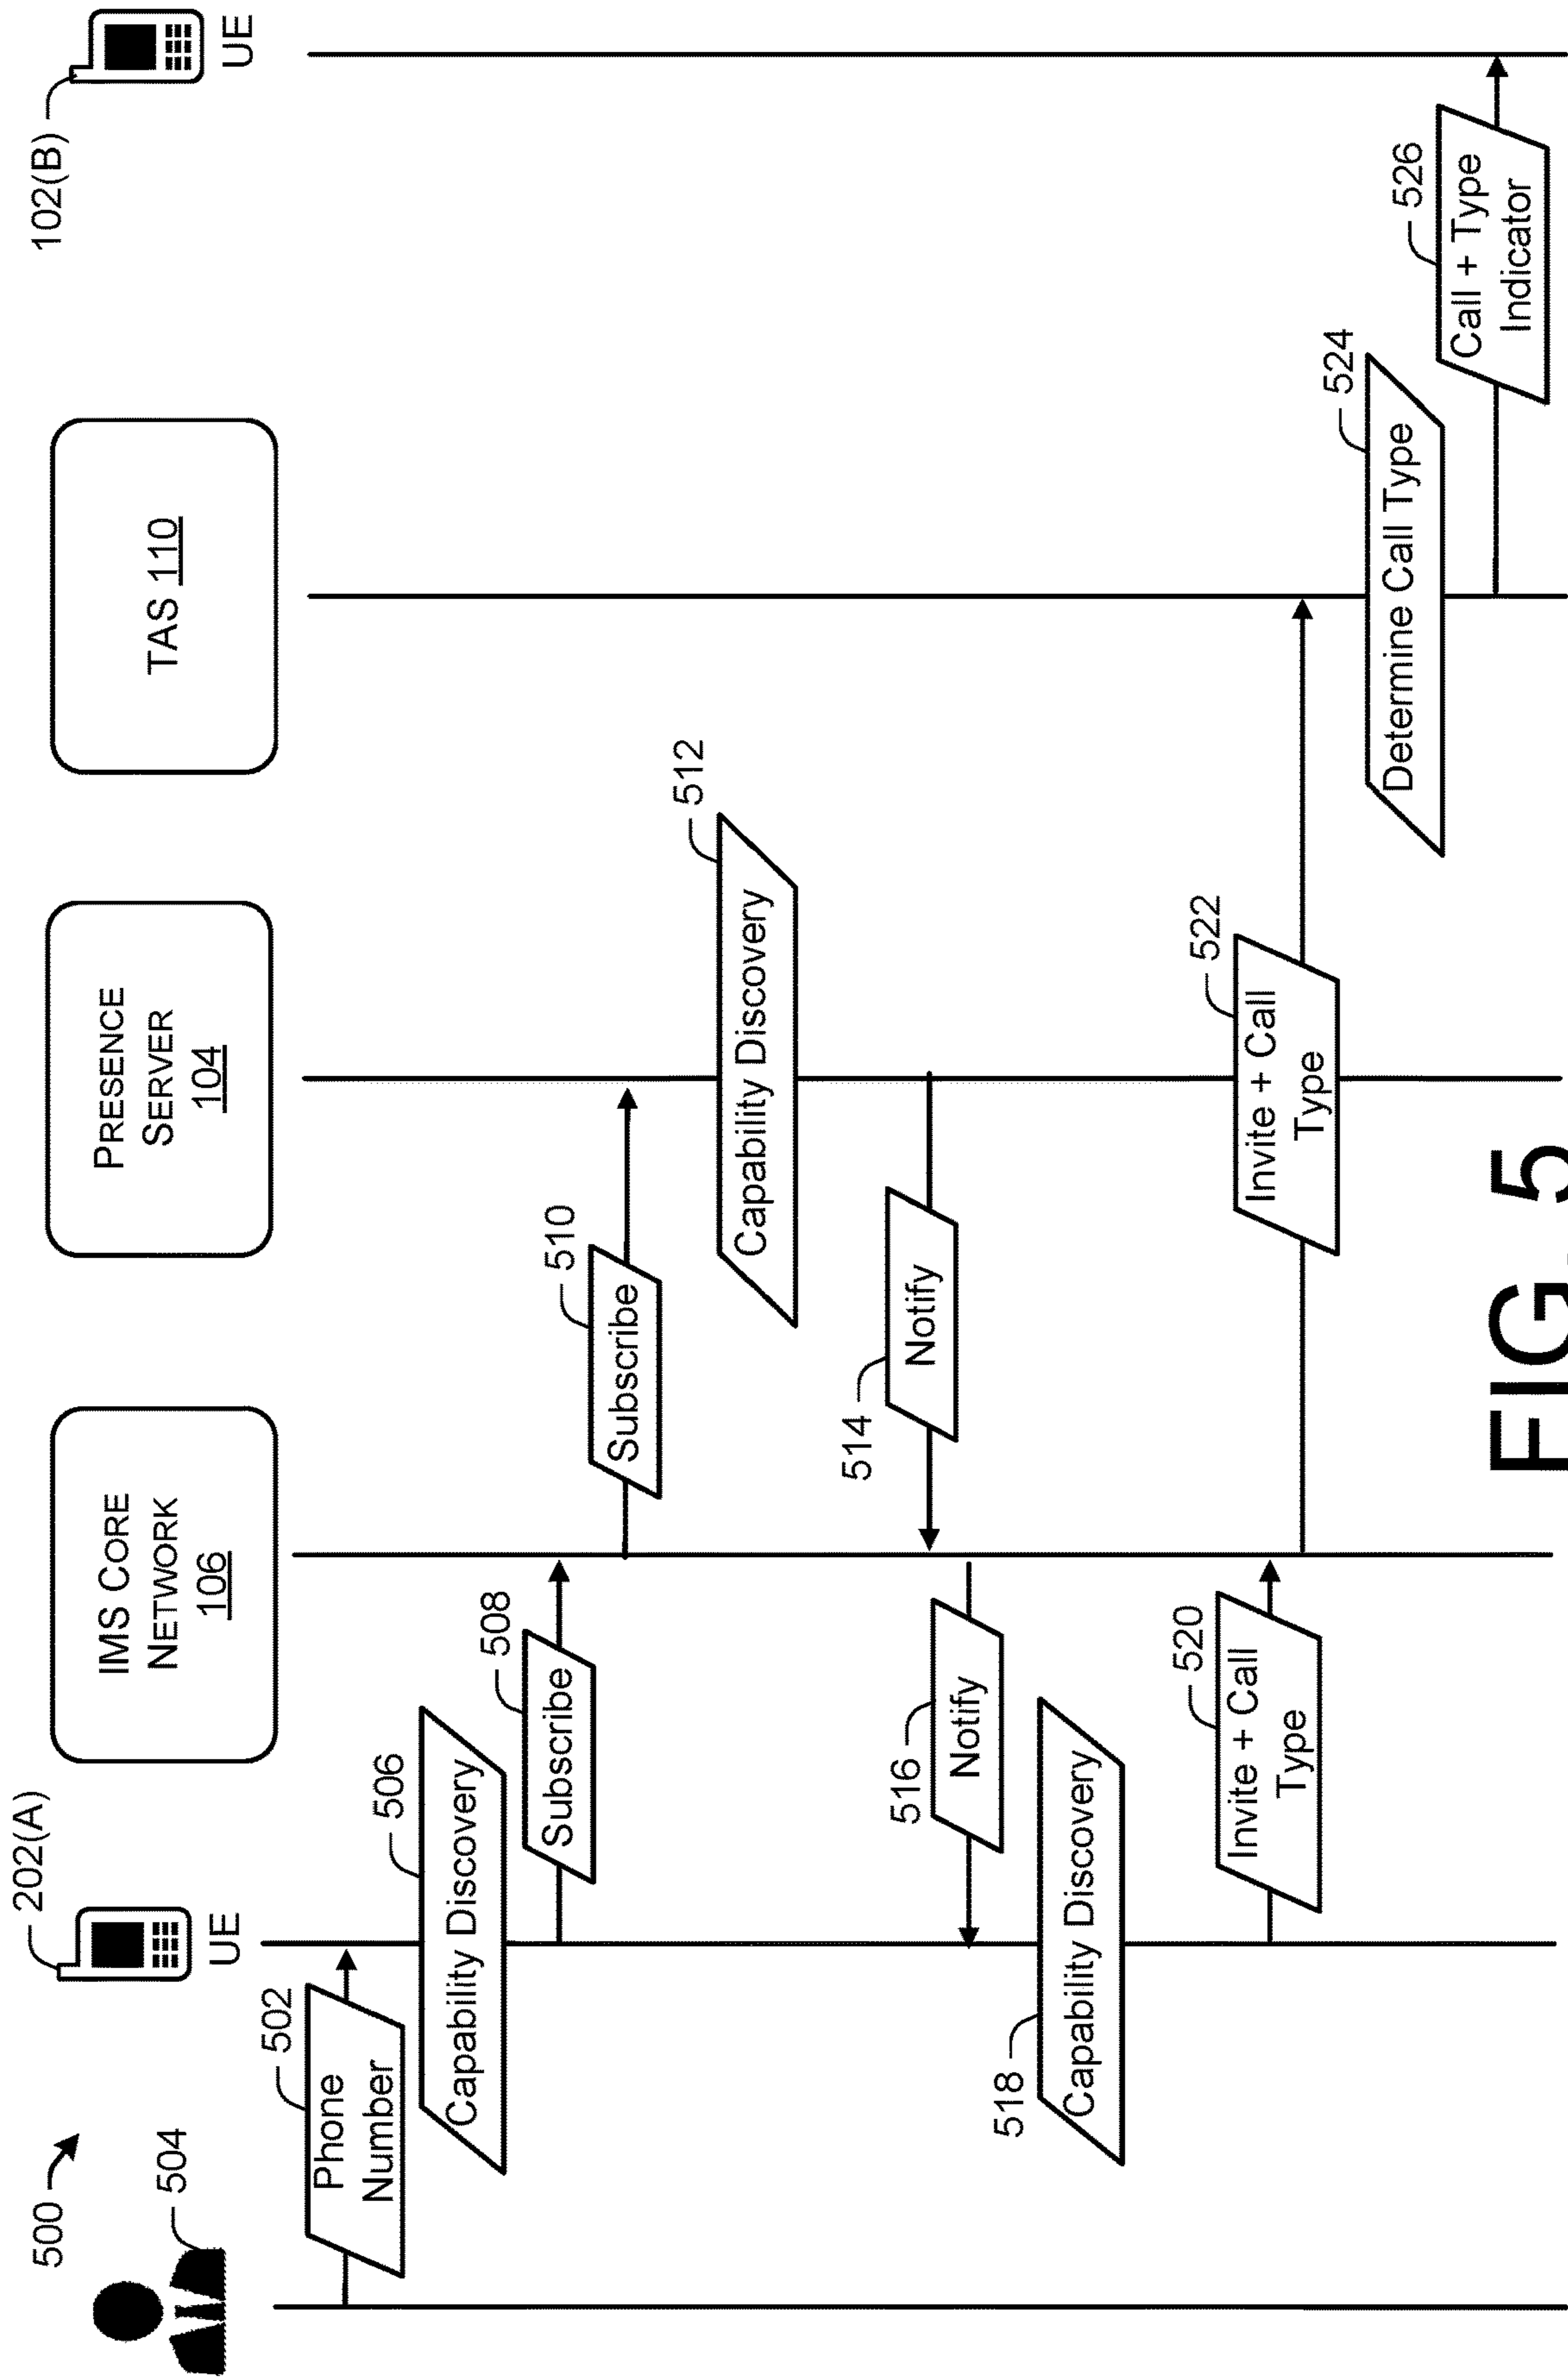 500
504
202(A)
UE
IMS CORE
NETWORK
106
PRESENCE
SERVER
104
TAS 110
102(B)
UE
502
Phone
Number
506
Capability Discovery
508
Subscribe
510
Subscribe
512
Capability Discovery
514
Notify
516
Notify
518
Capability Discovery
520
Invite + Call
Type
522
Invite + Call
Type
524
Determine Call Type
526
Call + Type
Indicator
FIG. 5